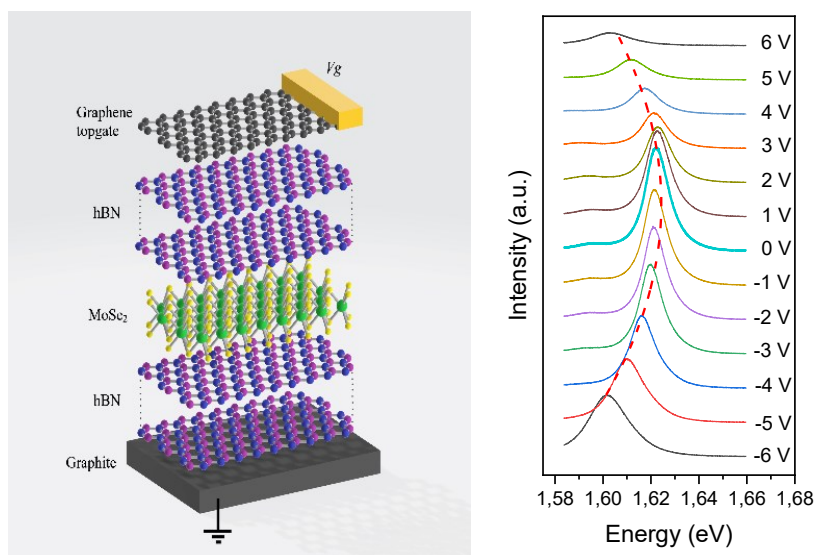 Vg
Graphene
topgate
hBN
MoSe₂
hBN
Graphite
Intensity (a.u.)
6 V
5 V
4 V
3 V
2 V
1 V
0 V
-1 V
-2 V
-3 V
-4 V
-5 V
-6 V
1,58 1,60 1,62 1,64 1,66 1,68
Energy (eV)